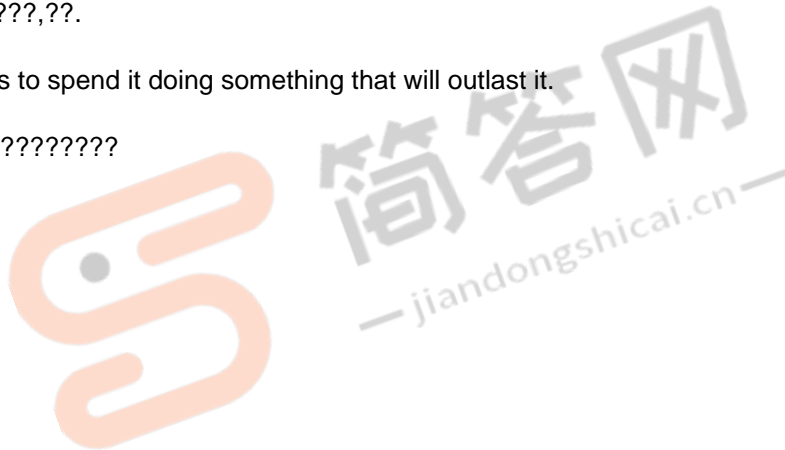 ???,??.
s to spend it doing something that will outlast it.
????????
简答网
jiandongshicai.cn